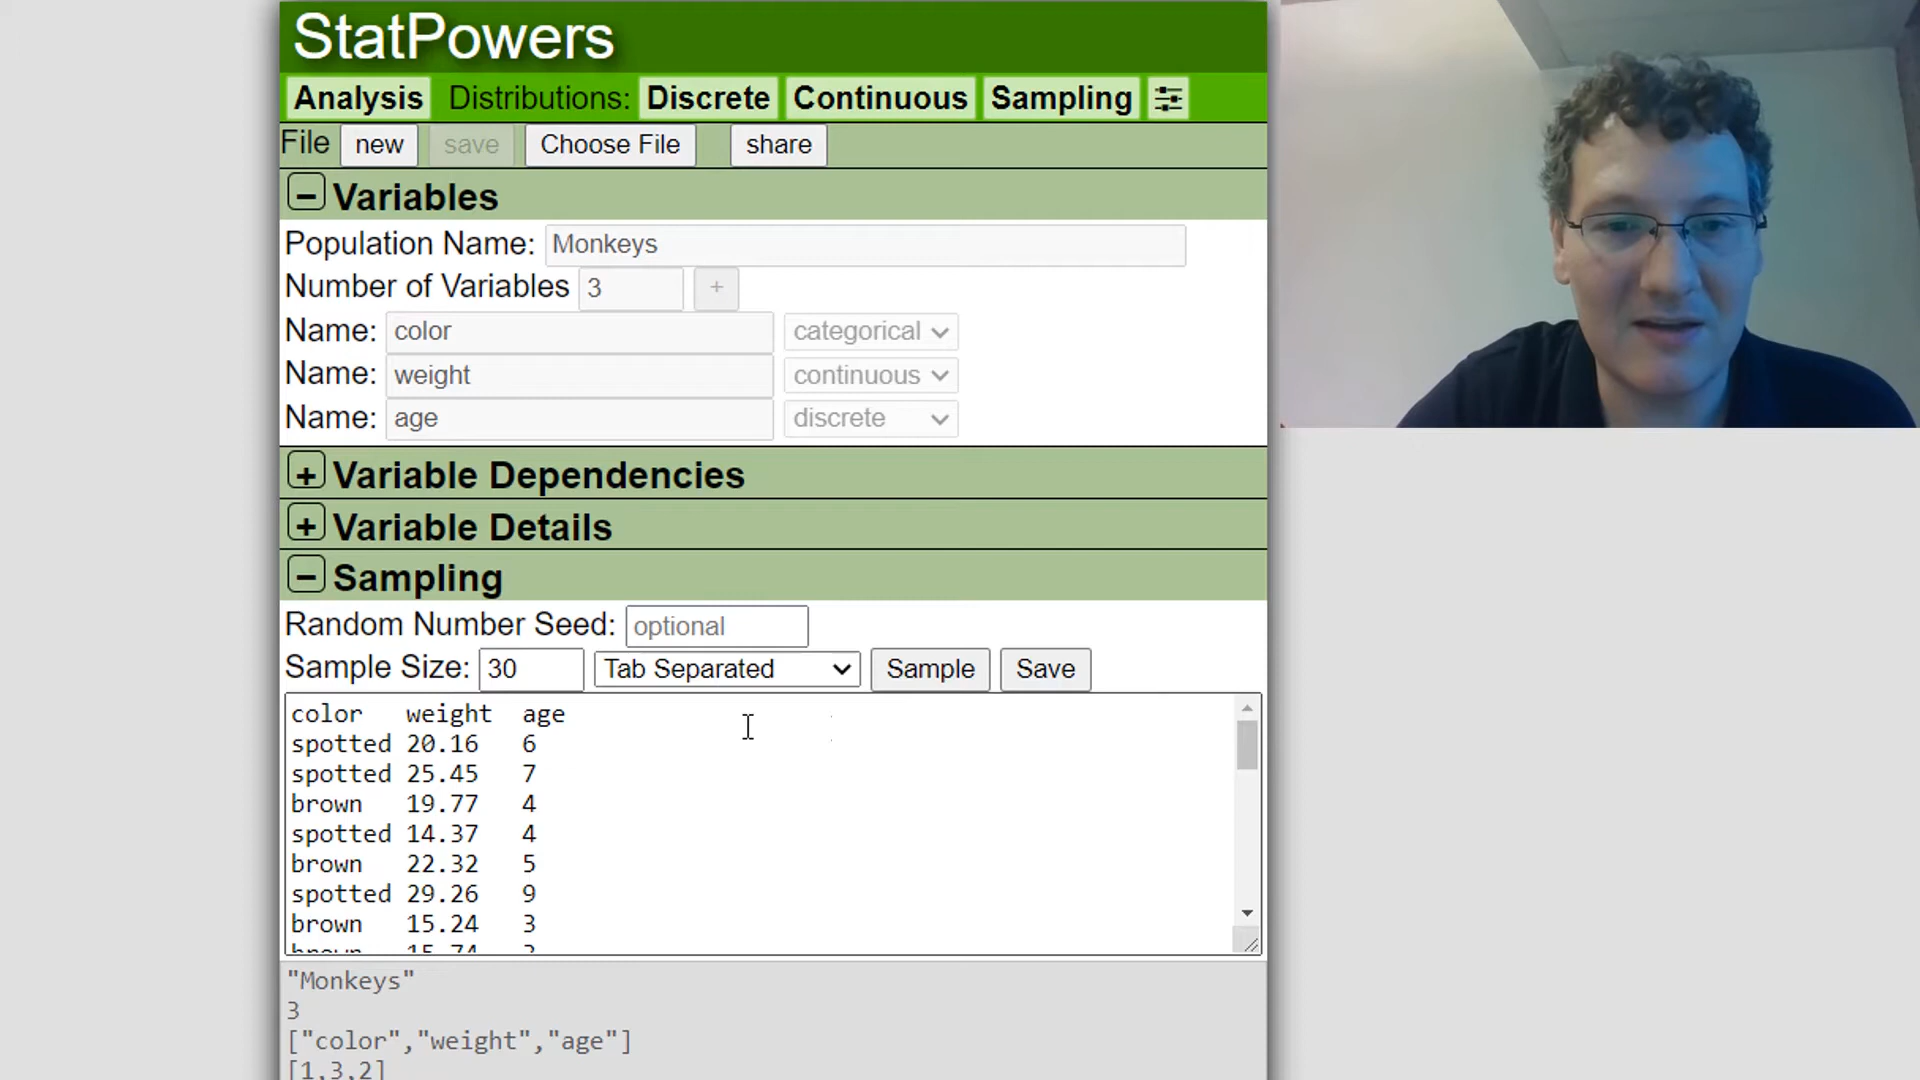 StatPowers
Analysis Distributions: Discrete Continuous Sampling
File new save Choose File share
− Variables
Population Name: Monkeys
Number of Variables 3 +
Name: color categorical
Name: weight continuous
Name: age discrete
+ Variable Dependencies
+ Variable Details
− Sampling
Random Number Seed: optional
Sample Size: 30 Tab Separated Sample Save
color weight age
spotted 20.16 6
spotted 25.45 7
brown 19.77 4
spotted 14.37 4
brown 22.32 5
spotted 29.26 9
brown 15.24 3
brown 15.74 3
"Monkeys"
3
["color","weight","age"]
[1,3,2]